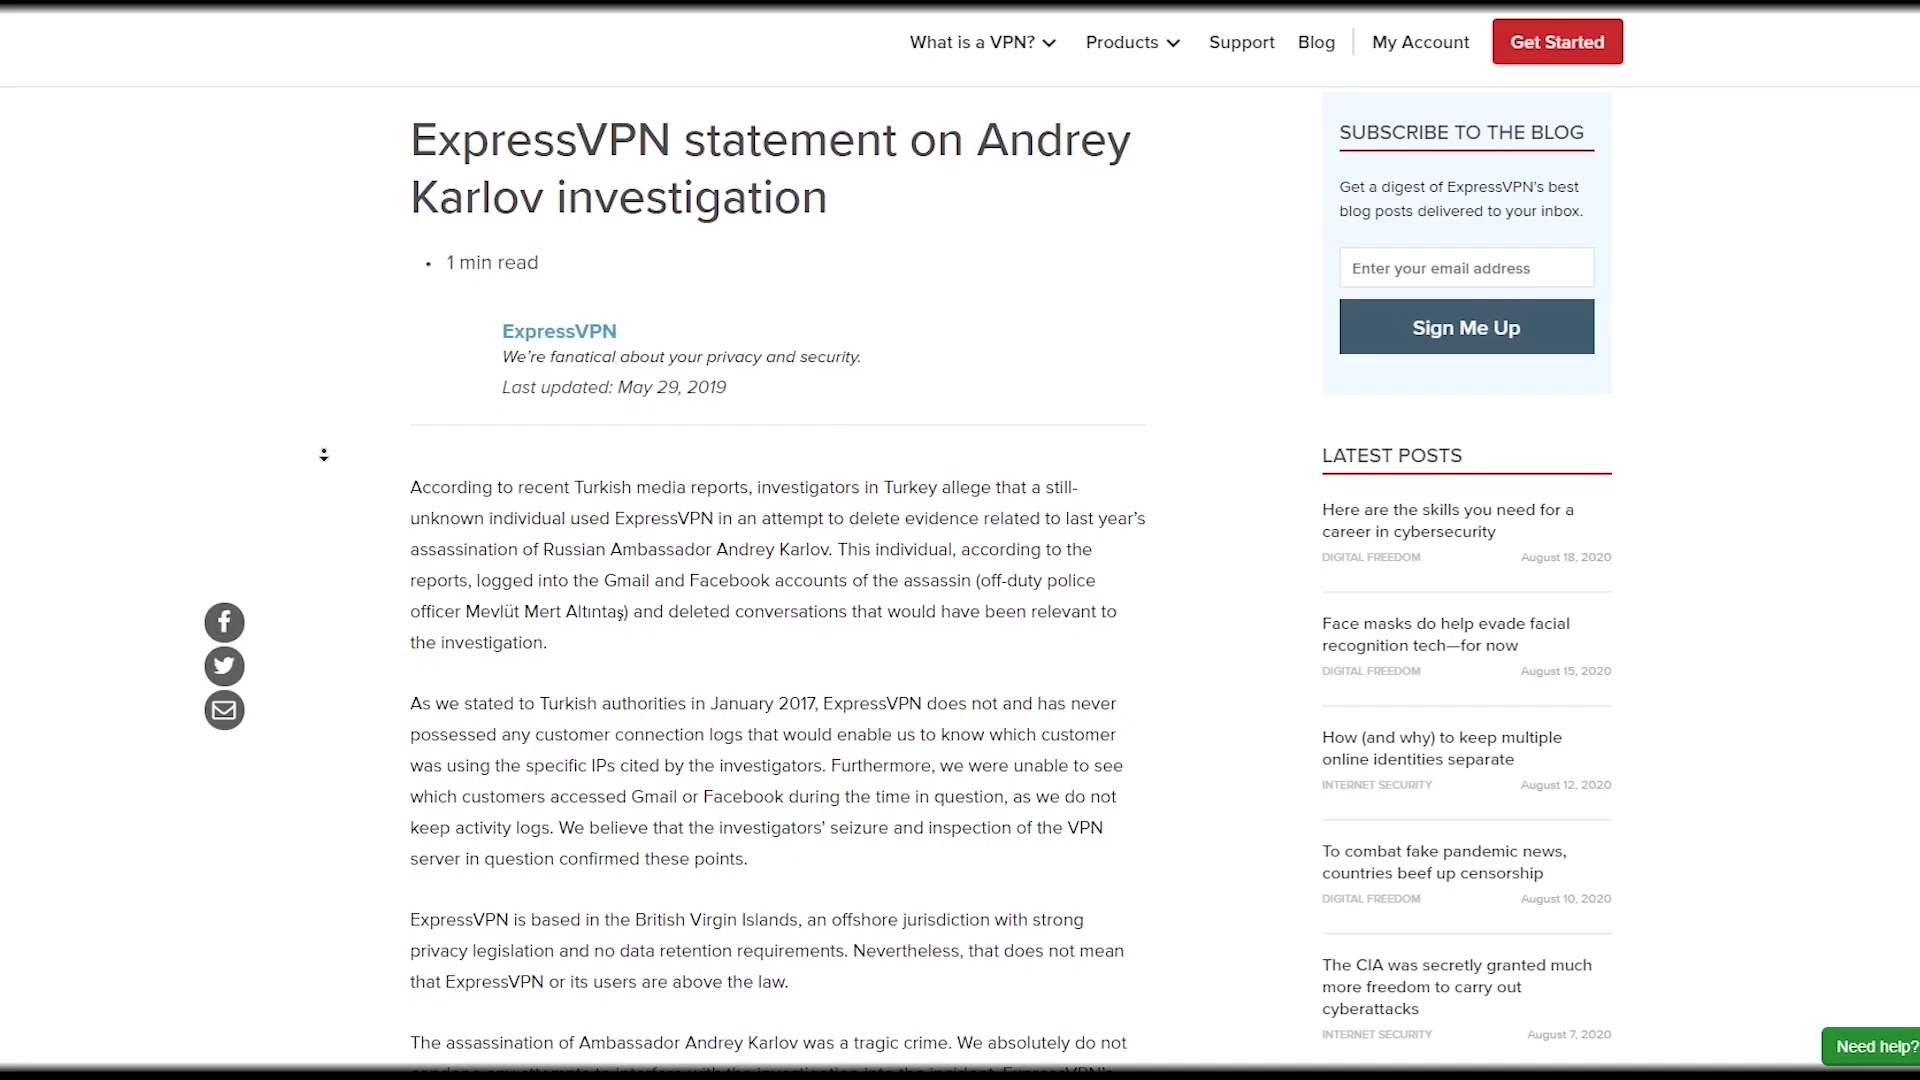 What is a VPN?
Products
Support
Blog
My Account
Get Started
ExpressVPN statement on Andrey
Karlov investigation
• 1 min read
ExpressVPN
We're fanatical about your privacy and security.
Last updated: May 29, 2019
According to recent Turkish media reports, investigators in Turkey allege that a still-
unknown individual used ExpressVPN in an attempt to delete evidence related to last year's
assassination of Russian Ambassador Andrey Karlov. This individual, according to the
reports, logged into the Gmail and Facebook accounts of the assassin (off-duty police
officer Mevlüt Mert Altıntaş) and deleted conversations that would have been relevant to
the investigation.
As we stated to Turkish authorities in January 2017, ExpressVPN does not and has never
possessed any customer connection logs that would enable us to know which customer
was using the specific IPs cited by the investigators. Furthermore, we were unable to see
which customers accessed Gmail or Facebook during the time in question, as we do not
keep activity logs. We believe that the investigators' seizure and inspection of the VPN
server in question confirmed these points.
ExpressVPN is based in the British Virgin Islands, an offshore jurisdiction with strong
privacy legislation and no data retention requirements. Nevertheless, that does not mean
that ExpressVPN or its users are above the law.
The assassination of Ambassador Andrey Karlov was a tragic crime. We absolutely do not
SUBSCRIBE TO THE BLOG
Get a digest of ExpressVPN's best
blog posts delivered to your inbox.
Enter your email address
Sign Me Up
LATEST POSTS
Here are the skills you need for a
career in cybersecurity
DIGITAL FREEDOM August 18, 2020
Face masks do help evade facial
recognition tech—for now
DIGITAL FREEDOM August 15, 2020
How (and why) to keep multiple
online identities separate
INTERNET SECURITY August 12, 2020
To combat fake pandemic news,
countries beef up censorship
DIGITAL FREEDOM August 10, 2020
The CIA was secretly granted much
more freedom to carry out
cyberattacks
INTERNET SECURITY August 7, 2020
Need help?